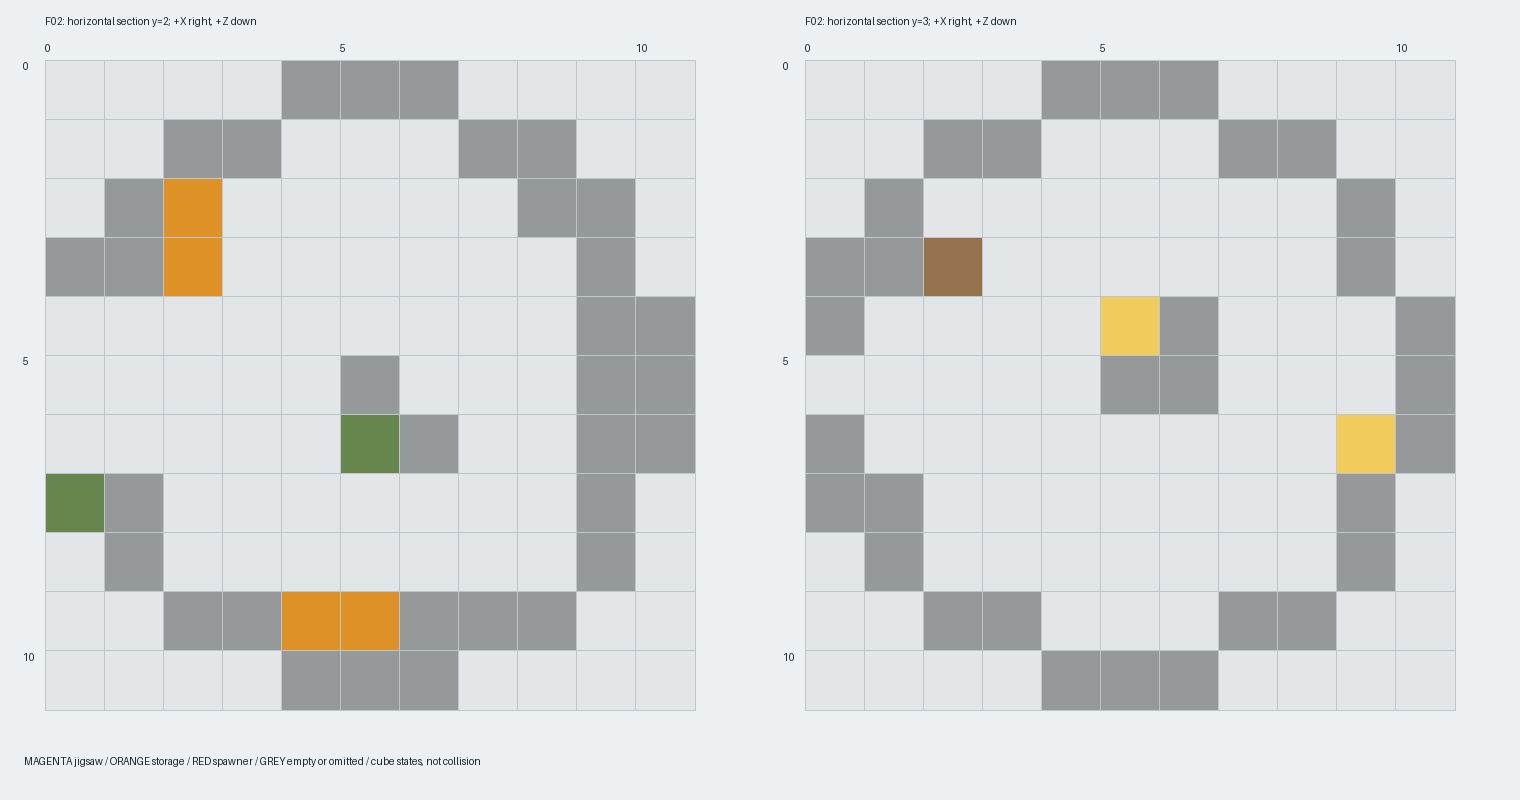 F02: horizontal section y=2; +X right, +Z down
F02: horizontal section y=3; +X right, +Z down
0 5 10
0 5 10
0
0
5
5
10
10
MAGENTA jigsaw / ORANGE storage / RED spawner / GREY empty or omitted / cube states, not collision